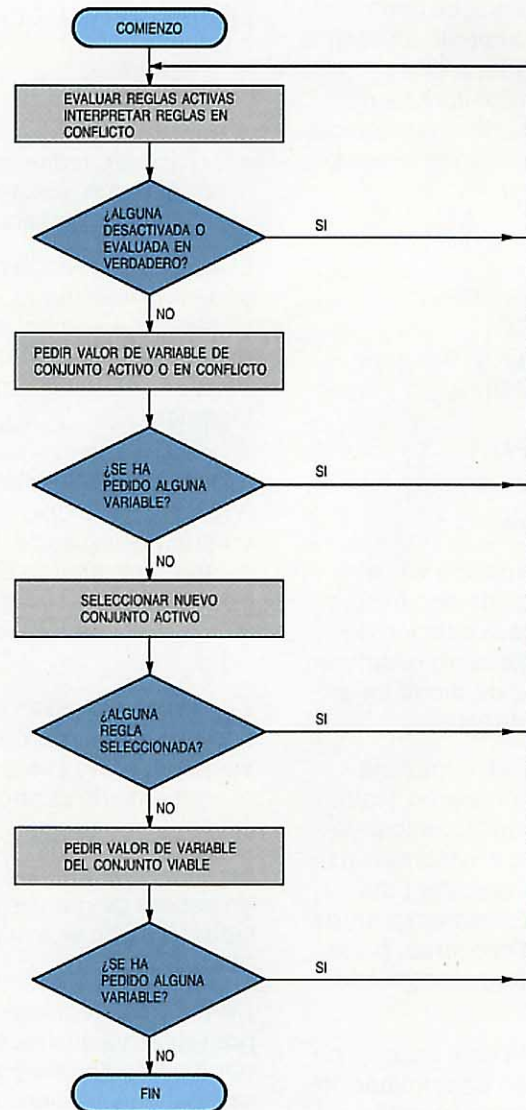 COMIENZO
EVALUAR REGLAS ACTIVAS
INTERPRETAR REGLAS EN
CONFLICTO
¿ALGUNA
DESACTIVADA O
EVALUADA EN
VERDADERO?
SI
NO
PEDIR VALOR DE VARIABLE DE
CONJUNTO ACTIVO O EN CONFLICTO
¿SE HA
PEDIDO ALGUNA
VARIABLE?
SI
NO
SELECCIONAR NUEVO
CONJUNTO ACTIVO
¿ALGUNA
REGLA
SELECCIONADA?
SI
NO
PEDIR VALOR DE VARIABLE
DEL CONJUNTO VIABLE
¿SE HA
PEDIDO ALGUNA
VARIABLE?
SI
NO
FIN